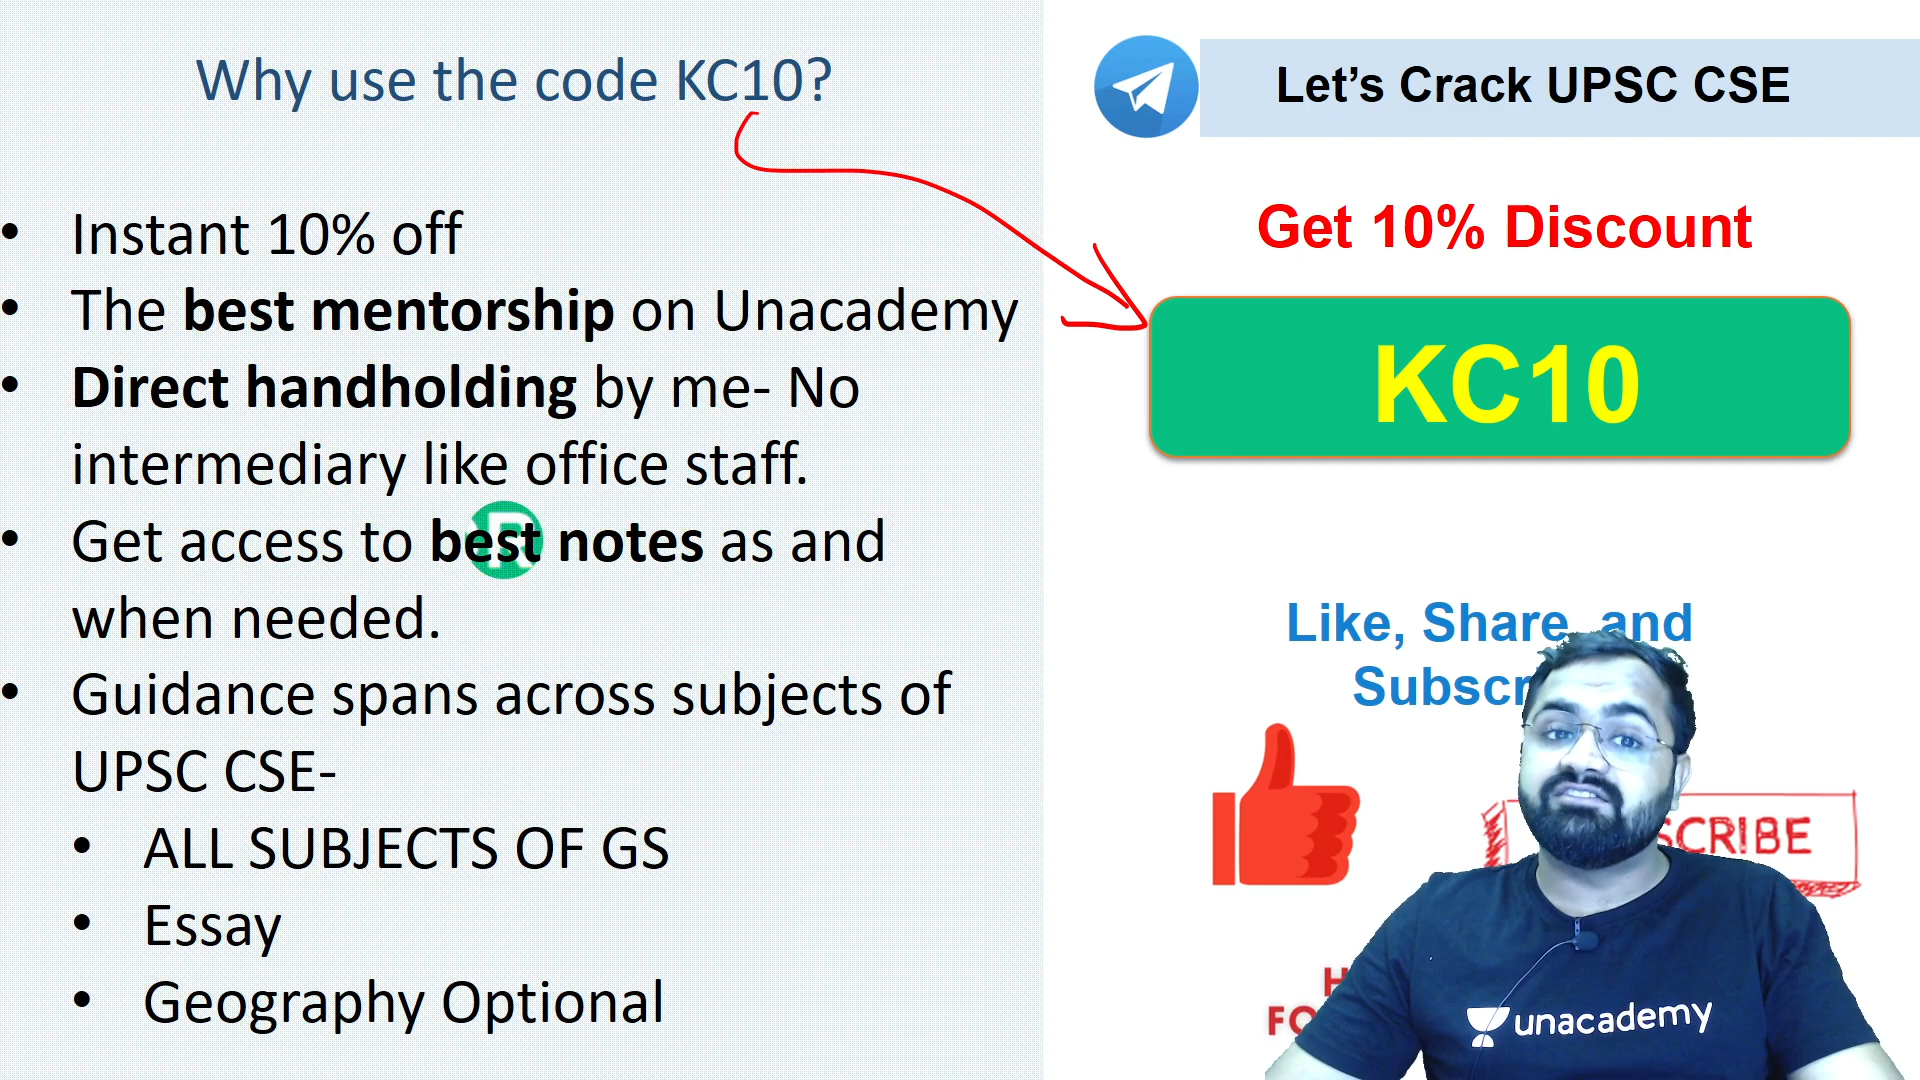 Why use the code KC10?
• Instant 10% off
• The best mentorship on Unacademy
• Direct handholding by me- No
intermediary like office staff.
• Get access to best notes as and
when needed.
• Guidance spans across subjects of
UPSC CSE-
• ALL SUBJECTS OF GS
• Essay
• Geography Optional
Let's Crack UPSC CSE
Get 10% Discount
KC10
Like, Share, and
unacademy